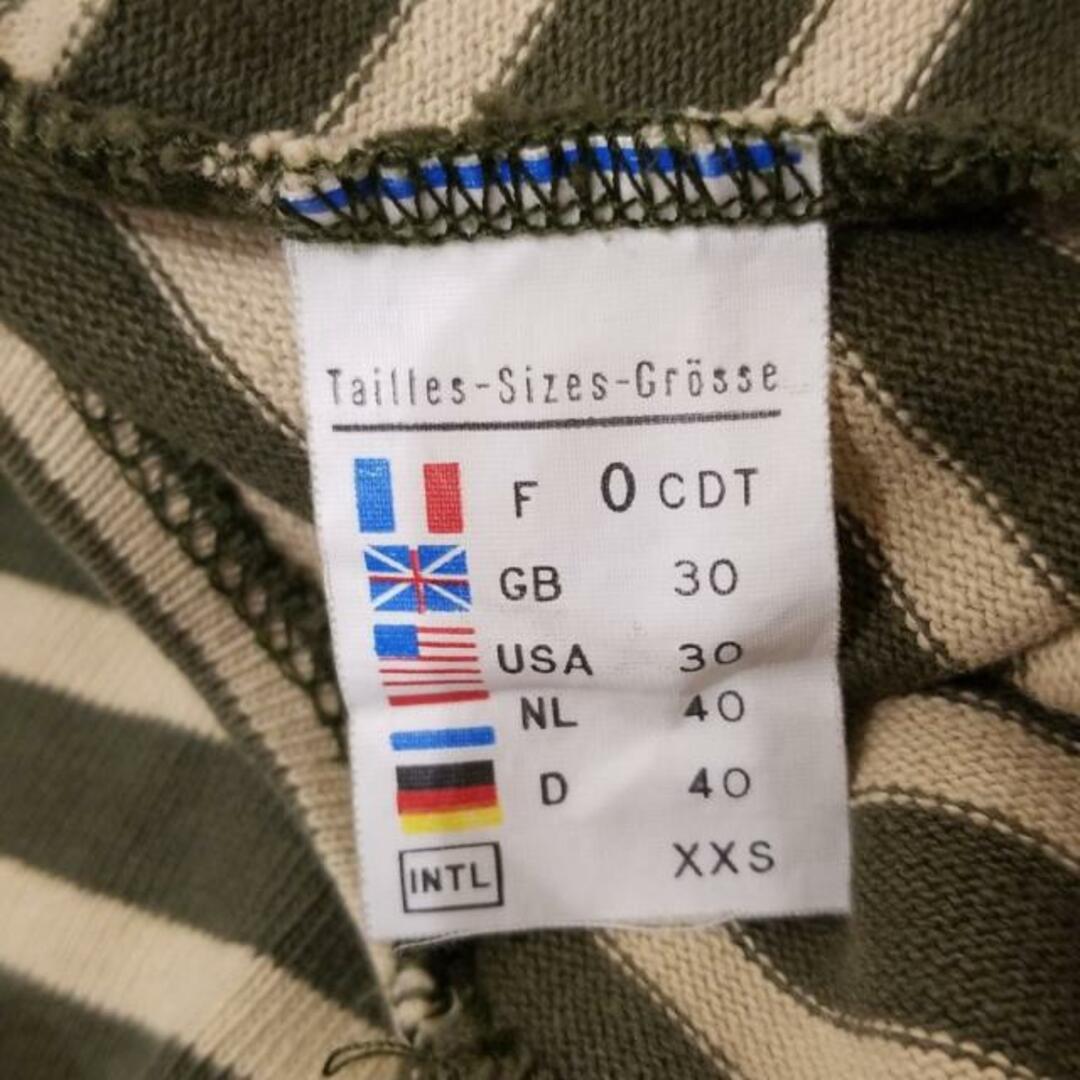 Tailles-Sizes-Grösse
F 0 CDT
GB 30
USA 30
NL 40
D 40
INTL XXS